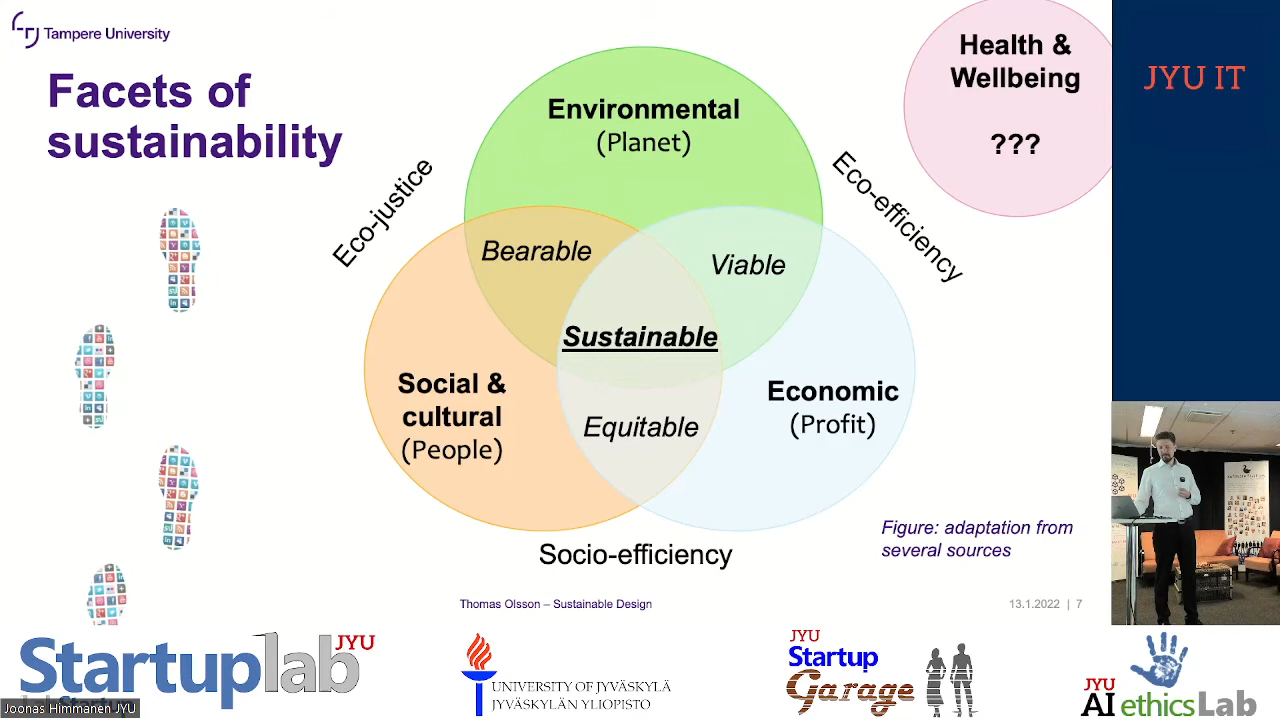 Tampere University
Facets of
sustainability
Environmental
(Planet)
Health &
Wellbeing
???
JYU IT
Eco-justice
Eco-efficiency
Bearable
Viable
Sustainable
Social &
cultural
(People)
Economic
(Profit)
Equitable
Socio-efficiency
Figure: adaptation from
several sources
Thomas Olsson – Sustainable Design
13.1.2022 | 7
Startuplab JYU
UNIVERSITY OF JYVÄSKYLÄ
JYVÄSKYLÄN YLIOPISTO
JYU
Startup
Garage
JYU
AI ethicsLab
Joonas Himmanen JYU